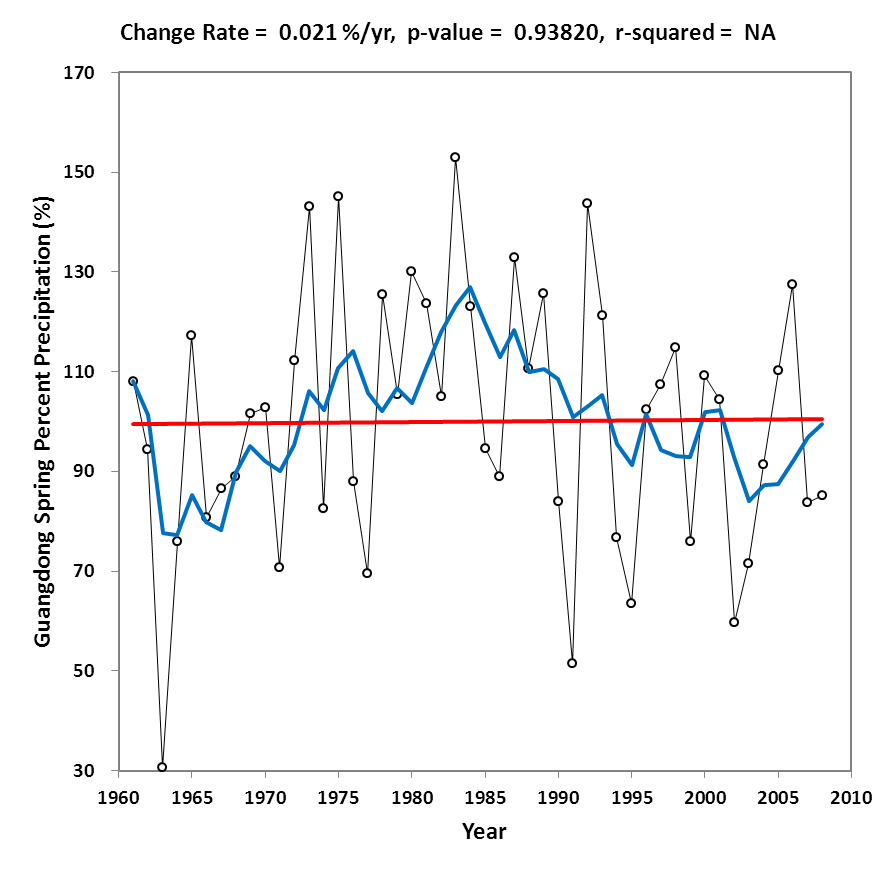 Change Rate = 0.021 %/yr, p-value = 0.93820, r-squared = NA
Guangdong Spring Percent Precipitation (%)
170
150
130
110
90
70
50
30
1960 1965 1970 1975 1980 1985 1990 1995 2000 2005 2010
Year